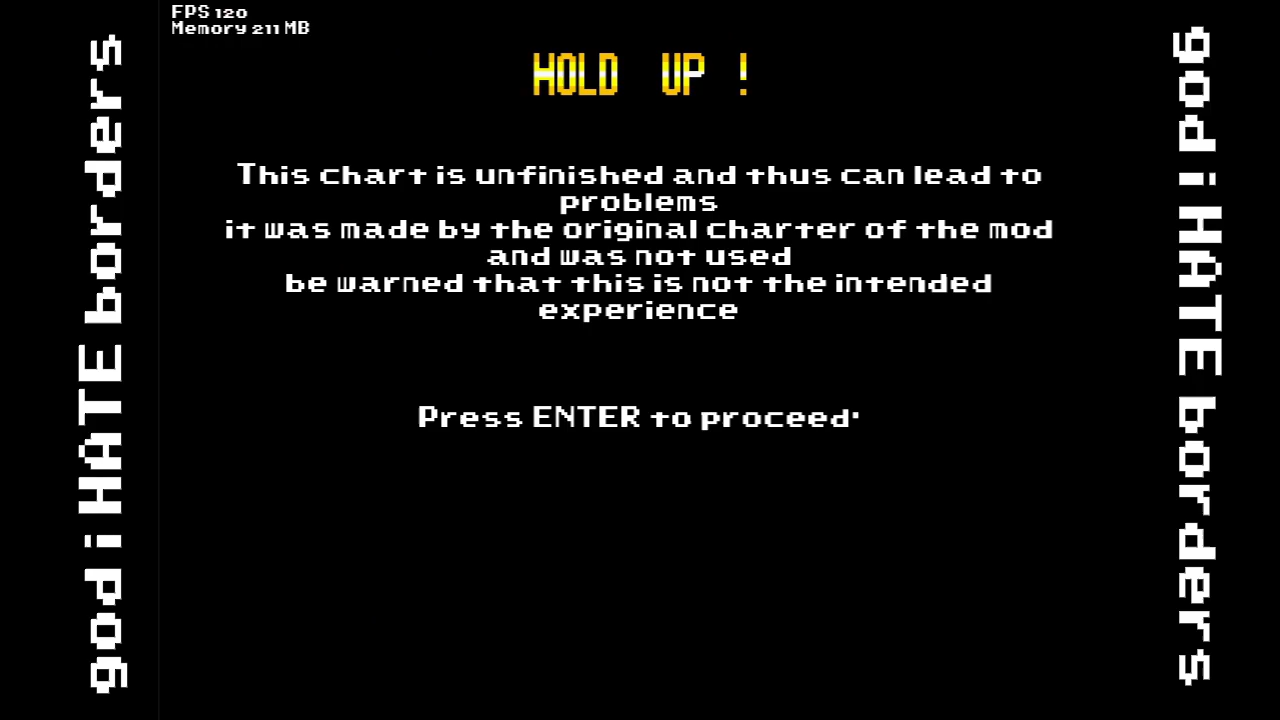 FPS 120
Memory 211 MB
HOLD UP !
This chart is unfinished and thus can lead to
problems
it was made by the original charter of the mod
and was not used
be warned that this is not the intended
experience
Press ENTER to proceed.
god i HATE borders
god i HATE borders